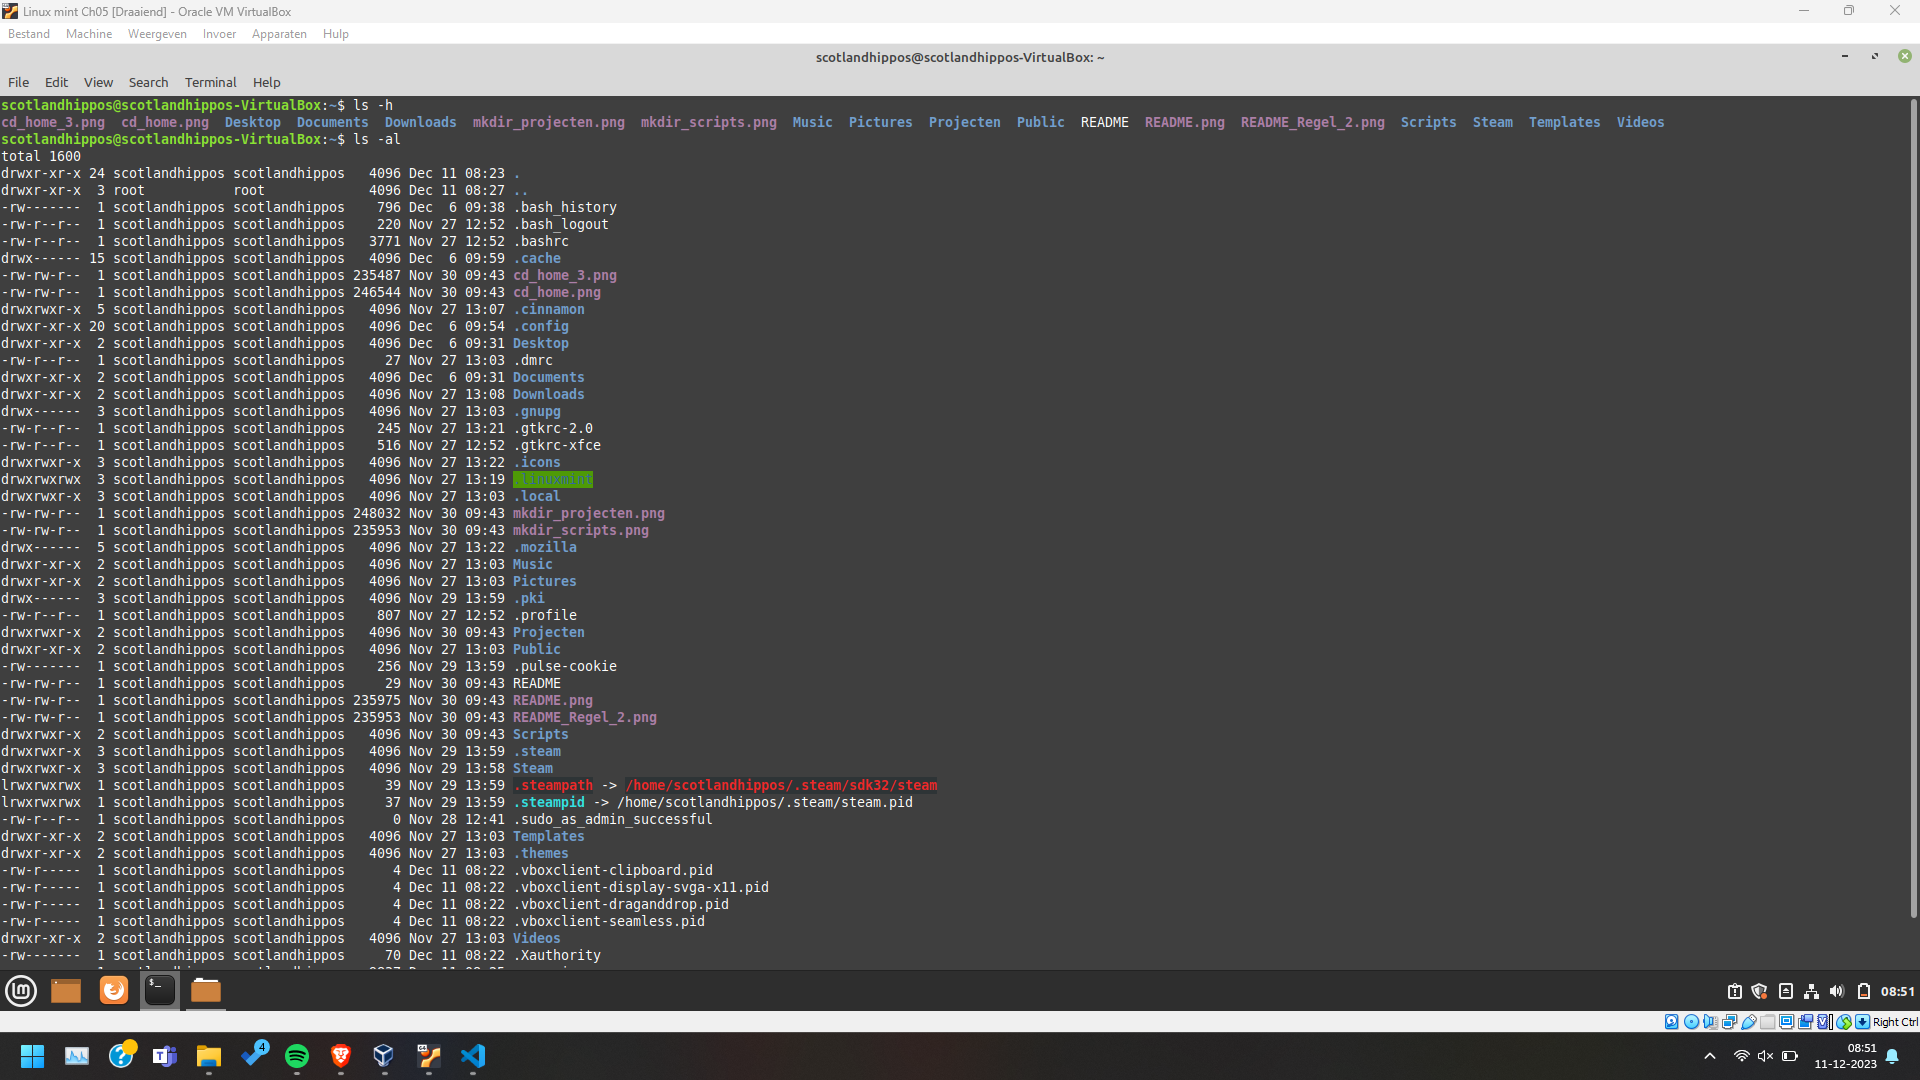 Linux mint Ch05 [Draaiend] - Oracle VM VirtualBox
Bestand Machine Weergeven Invoer Apparaten Hulp
scotlandhippos@scotlandhippos-VirtualBox: ~
File Edit View Search Terminal Help
scotlandhippos@scotlandhippos-VirtualBox:~$ ls -h
cd_home_3.png cd_home.png Desktop Documents Downloads mkdir_projecten.png mkdir_scripts.png Music Pictures Projecten Public README README.png README_Regel_2.png Scripts Steam Templates Videos
scotlandhippos@scotlandhippos-VirtualBox:~$ ls -al
total 1600
drwxr-xr-x 24 scotlandhippos scotlandhippos 4096 Dec 11 08:23 .
drwxr-xr-x 3 root root 4096 Dec 11 08:27 ..
-rw------- 1 scotlandhippos scotlandhippos 796 Dec 6 09:38 .bash_history
-rw-r--r-- 1 scotlandhippos scotlandhippos 220 Nov 27 12:52 .bash_logout
-rw-r--r-- 1 scotlandhippos scotlandhippos 3771 Nov 27 12:52 .bashrc
drwx------ 15 scotlandhippos scotlandhippos 4096 Dec 6 09:59 .cache
-rw-rw-r-- 1 scotlandhippos scotlandhippos 235487 Nov 30 09:43 cd_home_3.png
-rw-rw-r-- 1 scotlandhippos scotlandhippos 246544 Nov 30 09:43 cd_home.png
drwxrwxr-x 5 scotlandhippos scotlandhippos 4096 Nov 27 13:07 .cinnamon
drwxr-xr-x 20 scotlandhippos scotlandhippos 4096 Dec 6 09:54 .config
drwxr-xr-x 2 scotlandhippos scotlandhippos 4096 Dec 6 09:31 Desktop
-rw-r--r-- 1 scotlandhippos scotlandhippos 27 Nov 27 13:03 .dmrc
drwxr-xr-x 2 scotlandhippos scotlandhippos 4096 Dec 6 09:31 Documents
drwxr-xr-x 2 scotlandhippos scotlandhippos 4096 Nov 27 13:08 Downloads
drwx------ 3 scotlandhippos scotlandhippos 4096 Nov 27 13:03 .gnupg
-rw-r--r-- 1 scotlandhippos scotlandhippos 245 Nov 27 13:21 .gtkrc-2.0
-rw-r--r-- 1 scotlandhippos scotlandhippos 516 Nov 27 12:52 .gtkrc-xfce
drwxrwxr-x 3 scotlandhippos scotlandhippos 4096 Nov 27 13:22 .icons
drwxrwxrwx 3 scotlandhippos scotlandhippos 4096 Nov 27 13:19 .linuxmint
drwxr-xr-x 3 scotlandhippos scotlandhippos 4096 Nov 27 13:03 .local
-rw-rw-r-- 1 scotlandhippos scotlandhippos 248032 Nov 30 09:43 mkdir_projecten.png
-rw-rw-r-- 1 scotlandhippos scotlandhippos 235953 Nov 30 09:43 mkdir_scripts.png
drwx------ 5 scotlandhippos scotlandhippos 4096 Nov 27 13:22 .mozilla
drwxr-xr-x 2 scotlandhippos scotlandhippos 4096 Nov 27 13:03 Music
drwxr-xr-x 2 scotlandhippos scotlandhippos 4096 Nov 27 13:03 Pictures
drwx------ 3 scotlandhippos scotlandhippos 4096 Nov 29 13:59 .pki
-rw-r--r-- 1 scotlandhippos scotlandhippos 807 Nov 27 12:52 .profile
drwxrwxr-x 2 scotlandhippos scotlandhippos 4096 Nov 30 09:43 Projecten
drwxr-xr-x 2 scotlandhippos scotlandhippos 4096 Nov 27 13:03 Public
-rw------- 1 scotlandhippos scotlandhippos 256 Nov 29 13:59 .pulse-cookie
-rw-rw-r-- 1 scotlandhippos scotlandhippos 29 Nov 30 09:43 README
-rw-rw-r-- 1 scotlandhippos scotlandhippos 235975 Nov 30 09:43 README.png
-rw-rw-r-- 1 scotlandhippos scotlandhippos 235953 Nov 30 09:43 README_Regel_2.png
drwxrwxr-x 2 scotlandhippos scotlandhippos 4096 Nov 30 09:43 Scripts
drwxrwxr-x 3 scotlandhippos scotlandhippos 4096 Nov 29 13:59 .steam
drwxrwxr-x 3 scotlandhippos scotlandhippos 4096 Nov 29 13:58 Steam
lrwxrwxrwx 1 scotlandhippos scotlandhippos 39 Nov 29 13:59 .steampath -> /home/scotlandhippos/.steam/sdk32/steam
lrwxrwxrwx 1 scotlandhippos scotlandhippos 37 Nov 29 13:59 .steampid -> /home/scotlandhippos/.steam/steam.pid
-rw-r--r-- 1 scotlandhippos scotlandhippos 0 Nov 28 12:41 .sudo_as_admin_successful
drwxr-xr-x 2 scotlandhippos scotlandhippos 4096 Nov 27 13:03 Templates
drwxr-xr-x 2 scotlandhippos scotlandhippos 4096 Nov 27 13:03 .themes
-rw-r----- 1 scotlandhippos scotlandhippos 4 Dec 11 08:22 .vboxclient-clipboard.pid
-rw-r----- 1 scotlandhippos scotlandhippos 4 Dec 11 08:22 .vboxclient-display-svga-x11.pid
-rw-r----- 1 scotlandhippos scotlandhippos 4 Dec 11 08:22 .vboxclient-draganddrop.pid
-rw-r----- 1 scotlandhippos scotlandhippos 4 Dec 11 08:22 .vboxclient-seamless.pid
drwxr-xr-x 2 scotlandhippos scotlandhippos 4096 Nov 27 13:03 Videos
-rw------- 1 scotlandhippos scotlandhippos 70 Dec 11 08:22 .Xauthority
08:51
Right Ctrl
4
08:51
11-12-2023